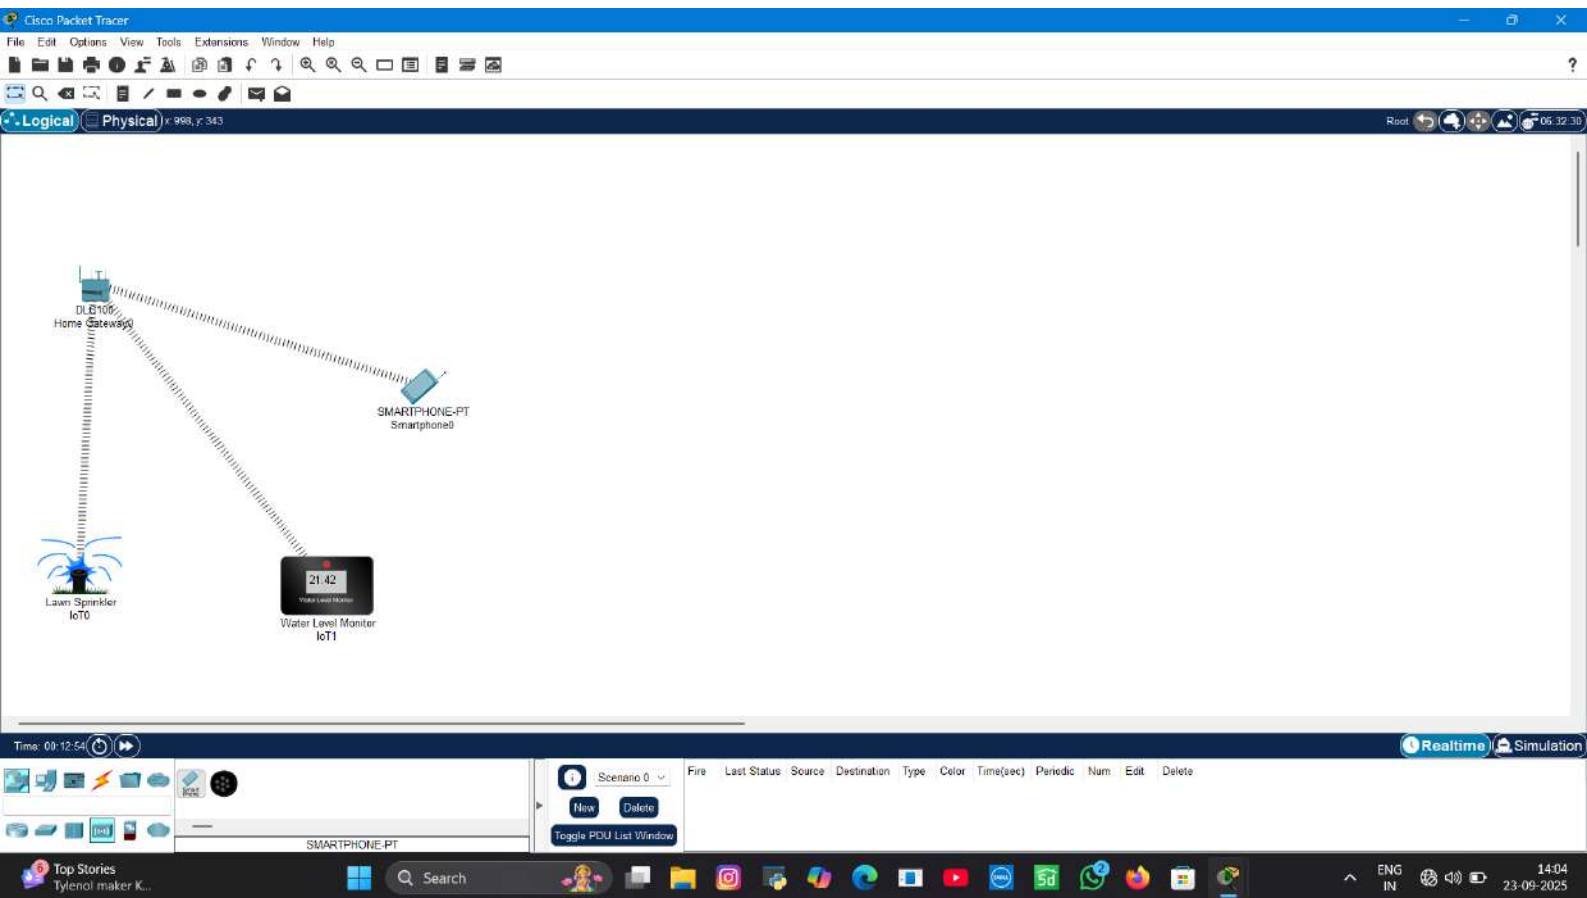 Cisco Packet Tracer
File Edit Options View Tools Extensions Window Help
?
Logical Physical x: 998, y: 343 Root 06:32:30
DLC100
Home Gateway0
SMARTPHONE-PT
Smartphone0
21.42
Water Level Monitor
Lawn Sprinkler
IoT0
Water Level Monitor
IoT1
Time: 00:12:54 Realtime Simulation
Scenario 0 Fire Last Status Source Destination Type Color Time(sec) Periodic Num Edit Delete
New Delete
Toggle PDU List Window
SMARTPHONE-PT
6 Top Stories
Tylenol maker K...
Search
DELL
Sd
2
ENG
IN
14:04
23-09-2025